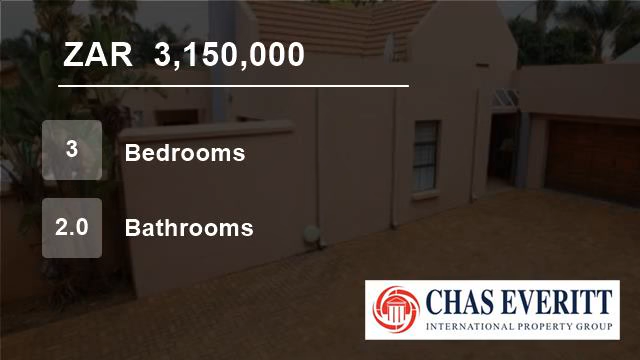 ZAR 3,150,000
3 Bedrooms
2.0 Bathrooms
CHAS EVERITT
INTERNATIONAL PROPERTY GROUP